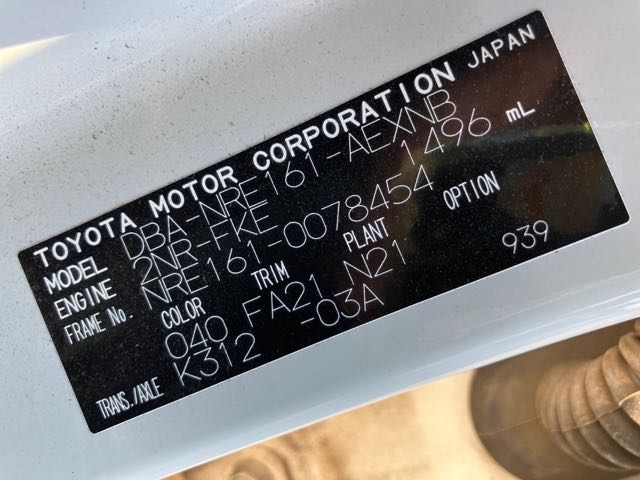 TOYOTA MOTOR CORPORATION JAPAN
MODEL DBA-NRE161-AEXNB
ENGINE 2NR-FKE 1496 mL
FRAME No. NRE161-0078454
COLOR TRIM PLANT OPTION
040 FA21 N21 939
TRANS./AXLE K312 -03A